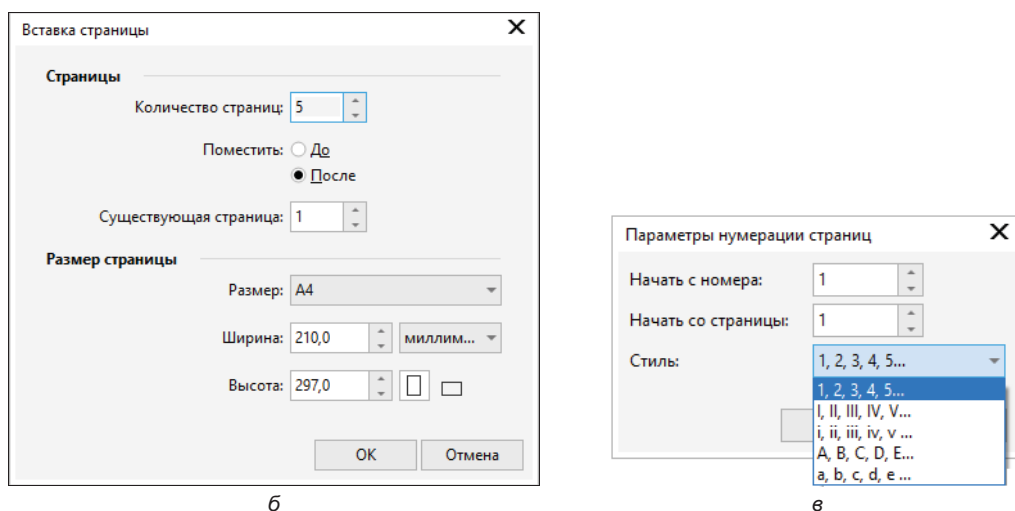 Вставка страницы
Страницы
Количество страниц: 5
Поместить: До
После
Существующая страница: 1
Размер страницы
Размер: A4
Ширина: 210,0 миллим...
Высота: 297,0
OK Отмена
б
Параметры нумерации страниц
Начать с номера: 1
Начать со страницы: 1
Стиль: 1, 2, 3, 4, 5...
1, 2, 3, 4, 5...
I, II, III, IV, V...
i, ii, iii, iv, v ...
A, B, C, D, E...
a, b, c, d, e ...
в